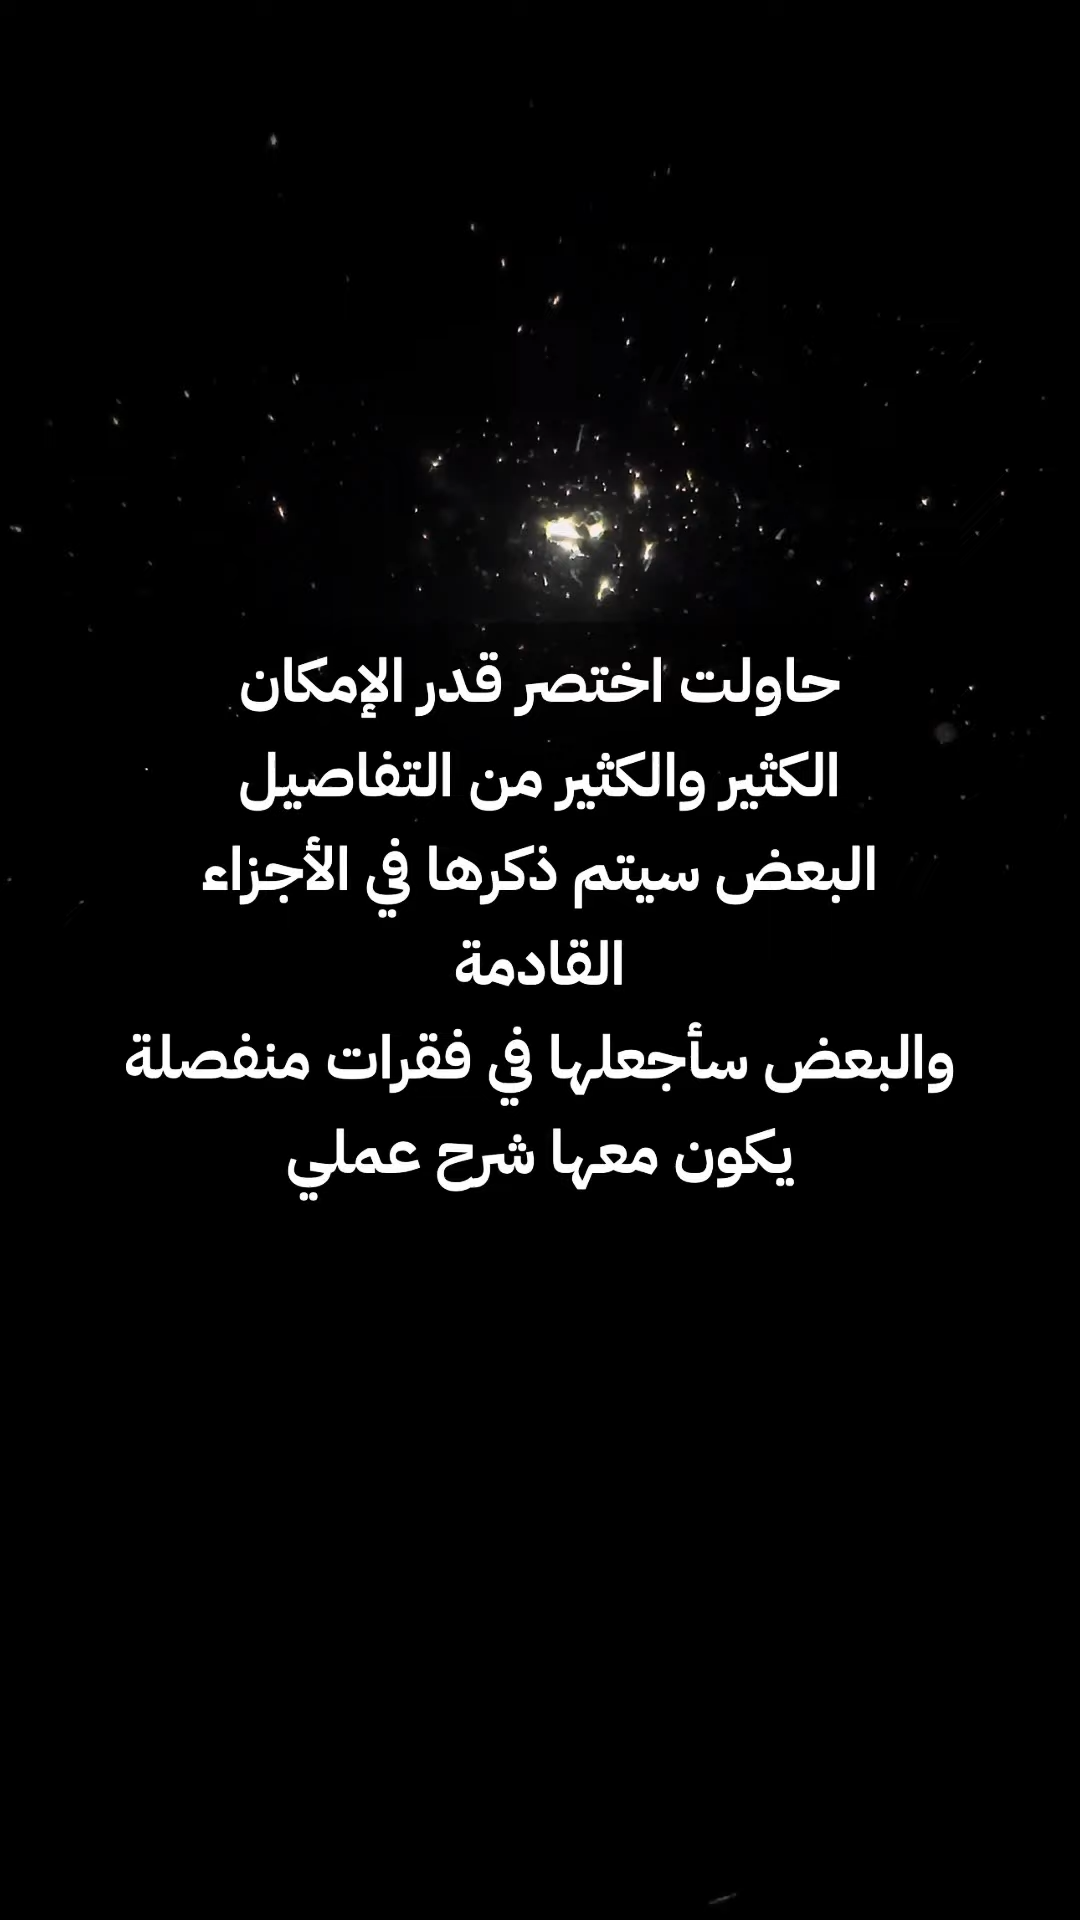 حاولت اختصر قدر الإمكان
الكثير والكثير من التفاصيل
البعض سيتم ذكرها في الأجزاء
القادمة
والبعض سأجعلها في فقرات منفصلة
يكون معها شرح عملي